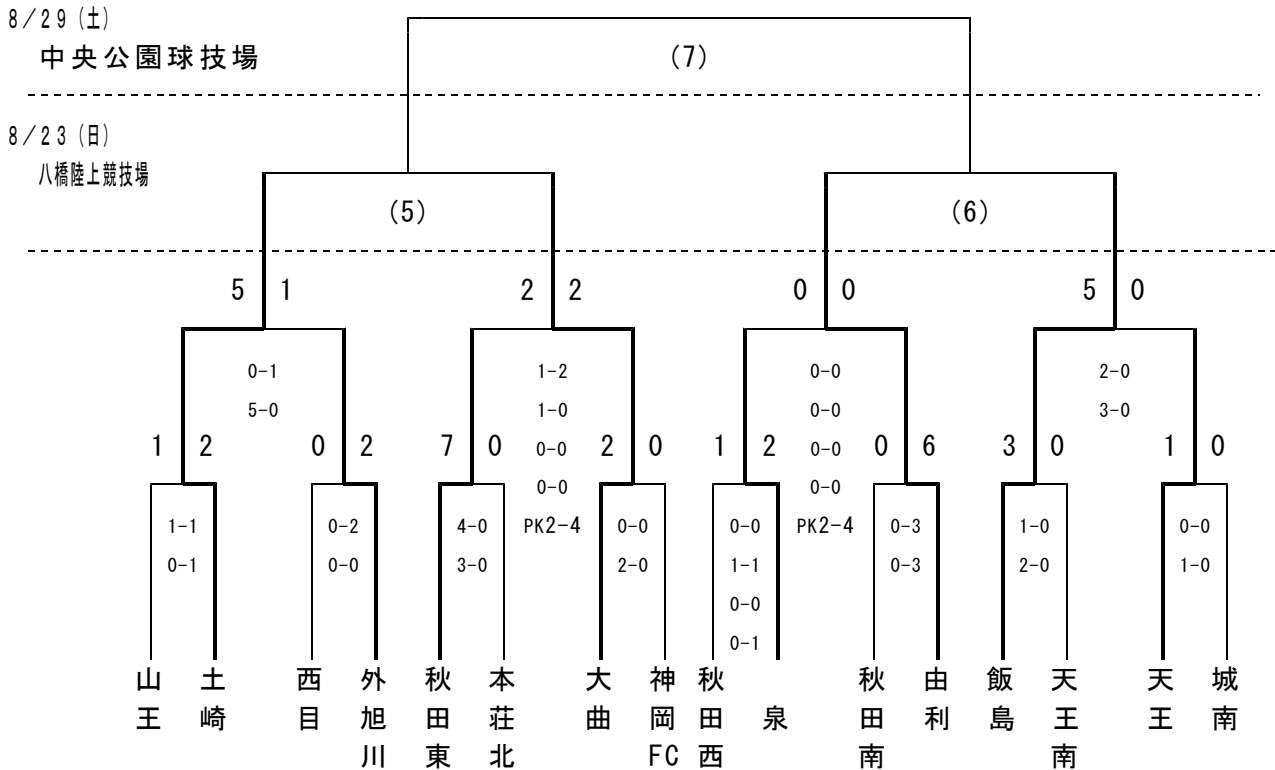 8/29(土)
中央公園球技場
(7)
8/23(日)
八橋陸上競技場
(5) (6)
5 1 2 2 0 0 5 0
0-1 1-2 0-0 2-0
5-0 1-0 0-0 3-0
1 2 0 2 7 0 0-0 2 0 1 2 0-0 0 6 3 0 1 0
0-0 0-0
1-1 0-2 4-0 PK2-4 0-0 0-0 PK2-4 0-3 1-0 0-0
0-1 0-0 3-0 2-0 1-1 0-3 2-0 1-0
0-0
0-1
山王 土崎 西目 外旭川 秋田東 本荘北 大曲 神岡FC 秋田西 泉 秋田南 由利 飯島 天王南 天王 城南